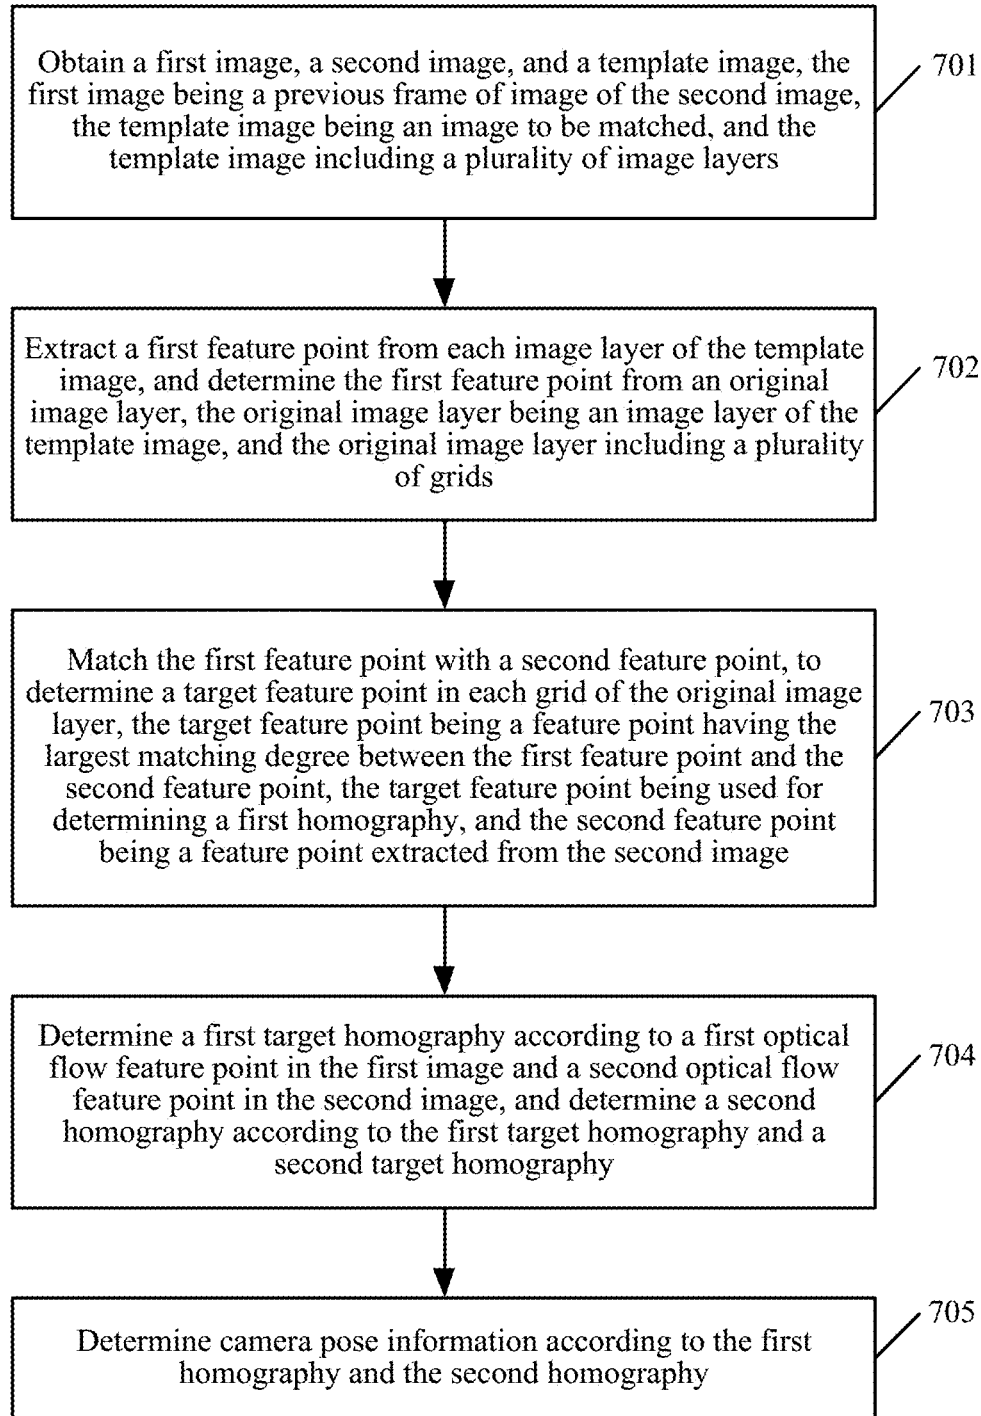 Obtain a first image, a second image, and a template image, the
first image being a previous frame of image of the second image,
the template image being an image to be matched, and the
template image including a plurality of image layers
701
Extract a first feature point from each image layer of the template
image, and determine the first feature point from an original
image layer, the original image layer being an image layer of the
template image, and the original image layer including a plurality
of grids
702
Match the first feature point with a second feature point, to
determine a target feature point in each grid of the original image
layer, the target feature point being a feature point having the
largest matching degree between the first feature point and the
second feature point, the target feature point being used for
determining a first homography, and the second feature point
being a feature point extracted from the second image
703
Determine a first target homography according to a first optical
flow feature point in the first image and a second optical flow
feature point in the second image, and determine a second
homography according to the first target homography and a
second target homography
704
Determine camera pose information according to the first
homography and the second homography
705